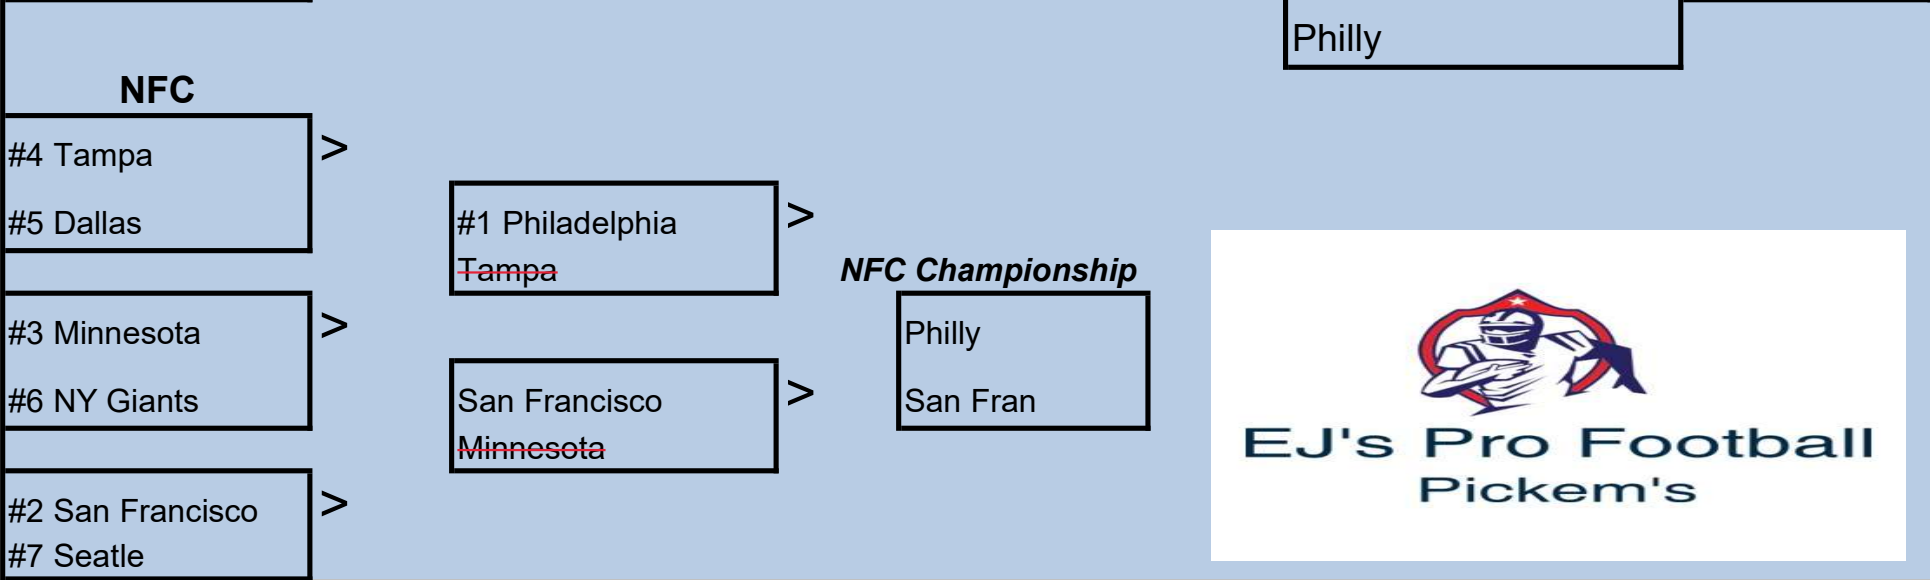 Philly
NFC
#4 Tampa
>
#5 Dallas
#1 Philadelphia
>
Tampa
NFC Championship
#3 Minnesota
>
Philly
#6 NY Giants
San Francisco
>
San Fran
Minnesota
#2 San Francisco
>
#7 Seatle
EJ's Pro Football
Pickem's